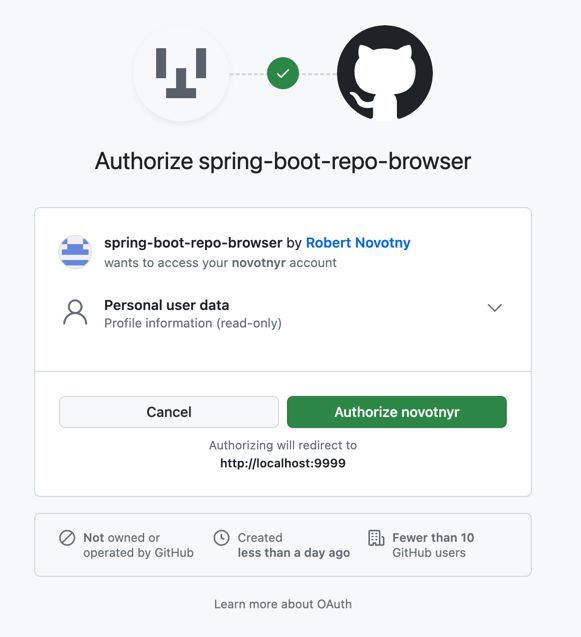 Authorize spring-boot-repo-browser
spring-boot-repo-browser by Robert Novotny
wants to access your novotnyr account
Personal user data
Profile information (read-only)
Cancel
Authorize novotnyr
Authorizing will redirect to
http://localhost:9999
Not owned or
operated by GitHub
Created
less than a day ago
Fewer than 10
GitHub users
Learn more about OAuth